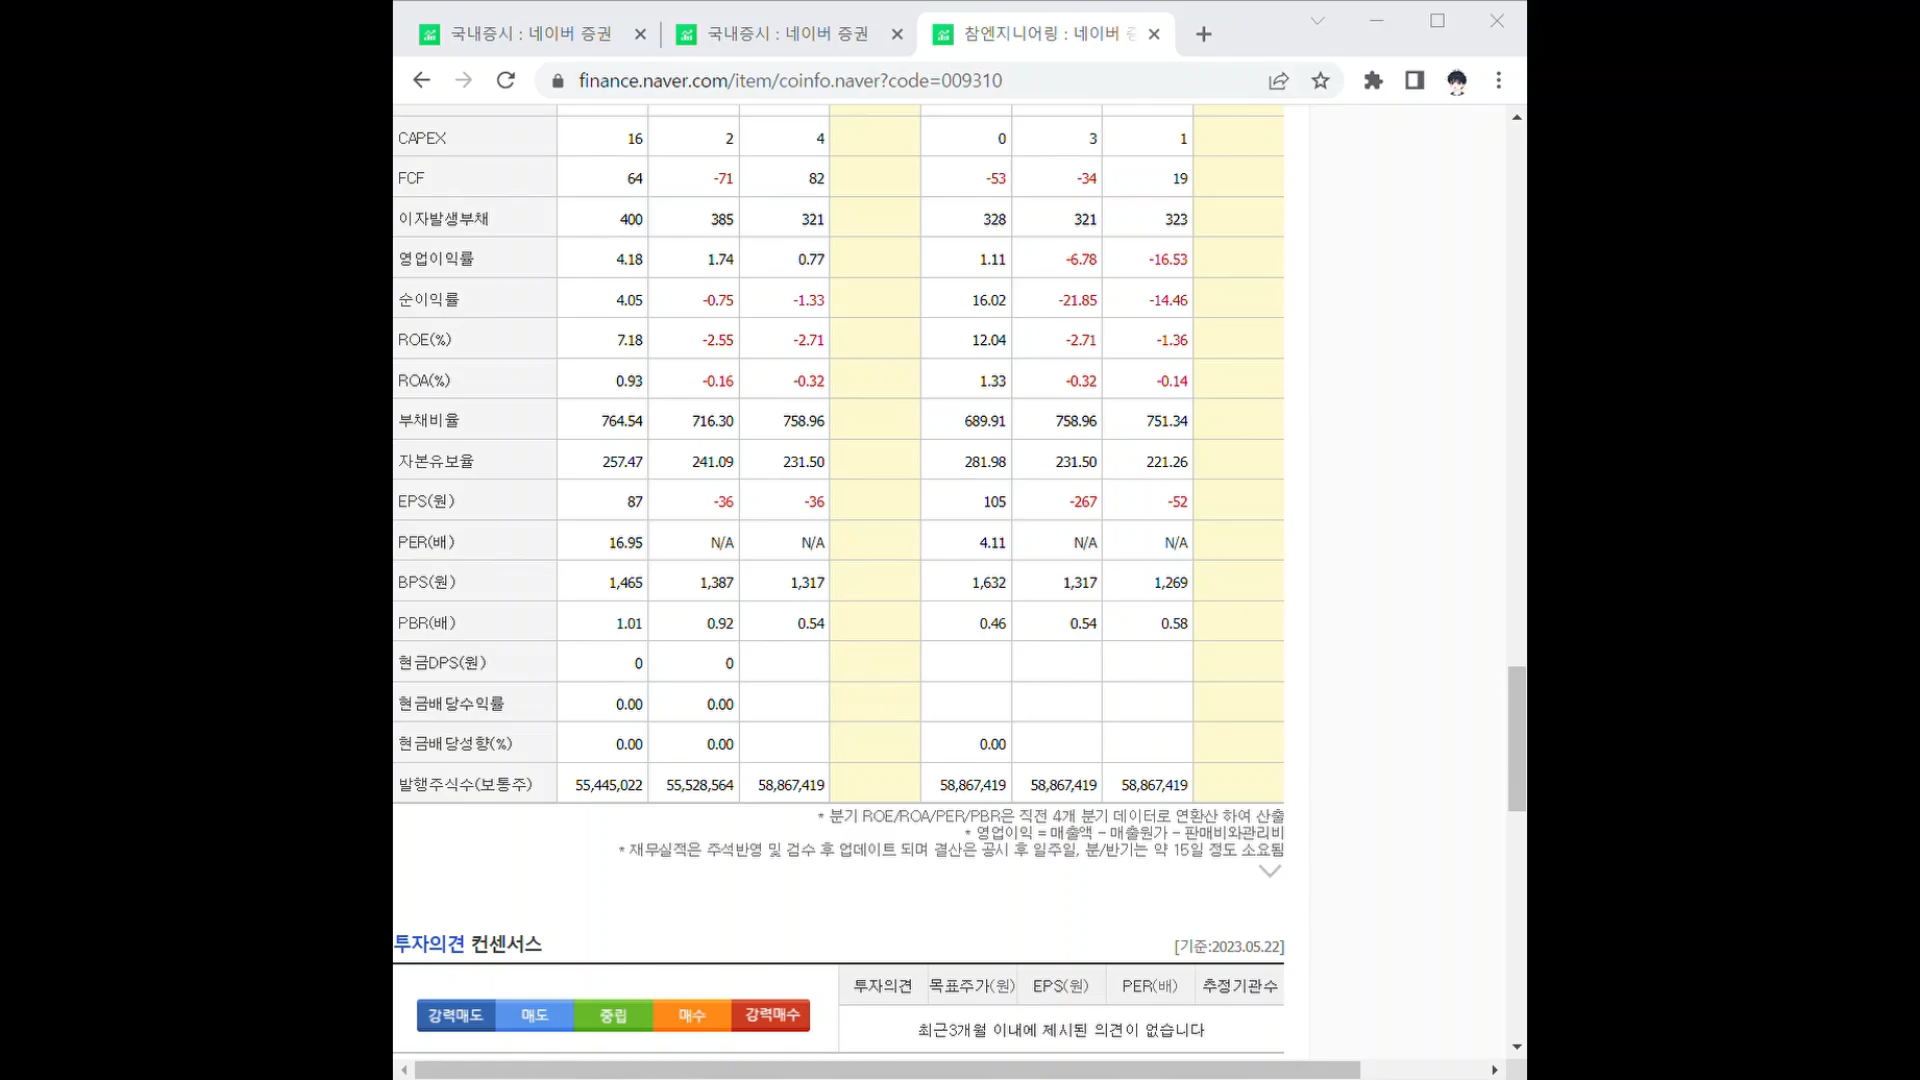 국내증시 : 네이버 증권
국내증시 : 네이버 증권
참엔지니어링 : 네이버
finance.naver.com/item/coinfo.naver?code=009310
CAPEX 16 2 4 0 3 1
FCF 64 -71 82 -53 -34 19
이자발생부채 400 385 321 328 321 323
영업이익률 4.18 1.74 0.77 1.11 -6.78 -16.53
순이익률 4.05 -0.75 -1.33 16.02 -21.85 -14.46
ROE(%) 7.18 -2.55 -2.71 12.04 -2.71 -1.36
ROA(%) 0.93 -0.16 -0.32 1.33 -0.32 -0.14
부채비율 764.54 716.30 758.96 689.91 758.96 751.34
자본유보율 257.47 241.09 231.50 281.98 231.50 221.26
EPS(원) 87 -36 -36 105 -267 -52
PER(배) 16.95 N/A N/A 4.11 N/A N/A
BPS(원) 1,465 1,387 1,317 1,632 1,317 1,269
PBR(배) 1.01 0.92 0.54 0.46 0.54 0.58
현금DPS(원) 0 0
현금배당수익률 0.00 0.00
현금배당성향(%) 0.00 0.00 0.00
발행주식수(보통주) 55,445,022 55,528,564 58,867,419 58,867,419 58,867,419 58,867,419
* 분기 ROE/ROA/PER/PBR은 직전 4개 분기 데이터로 연환산 하여 산출
* 영업이익 = 매출액 - 매출원가 - 판매비와관리비
* 재무실적은 주석반영 및 검수 후 업데이트 되며 결산은 공시 후 일주일, 분/반기는 약 15일 정도 소요됨
투자의견 컨센서스 [기준:2023.05.22]
투자의견 목표주가(원) EPS(원) PER(배) 추정기관수
강력매도 매도 중립 매수 강력매수
최근3개월 이내에 제시된 의견이 없습니다